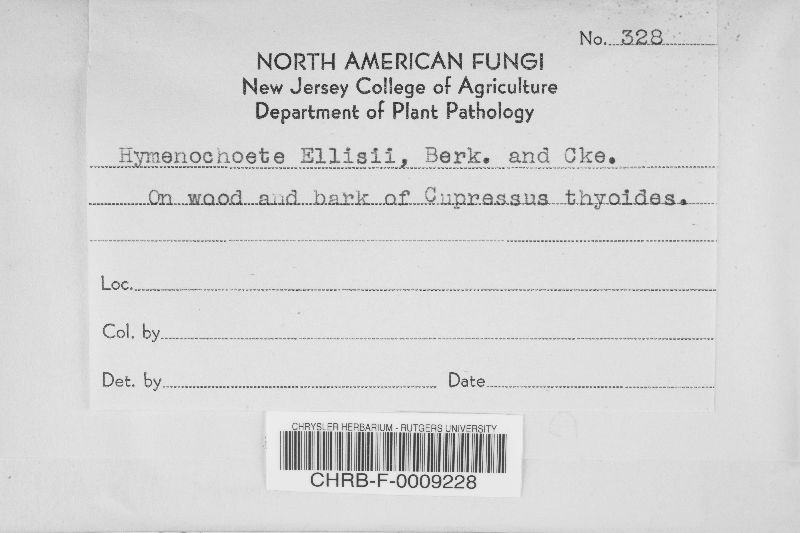 No. 328
NORTH AMERICAN FUNGI
New Jersey College of Agriculture
Department of Plant Pathology
Hymenochoete Ellisii, Berk. and Cke.
On wood and bark of Cupressus thyoides.
Loc.
Col. by
Det. by Date
CHRYSLER HERBARIUM - RUTGERS UNIVERSITY
CHRB-F-0009228